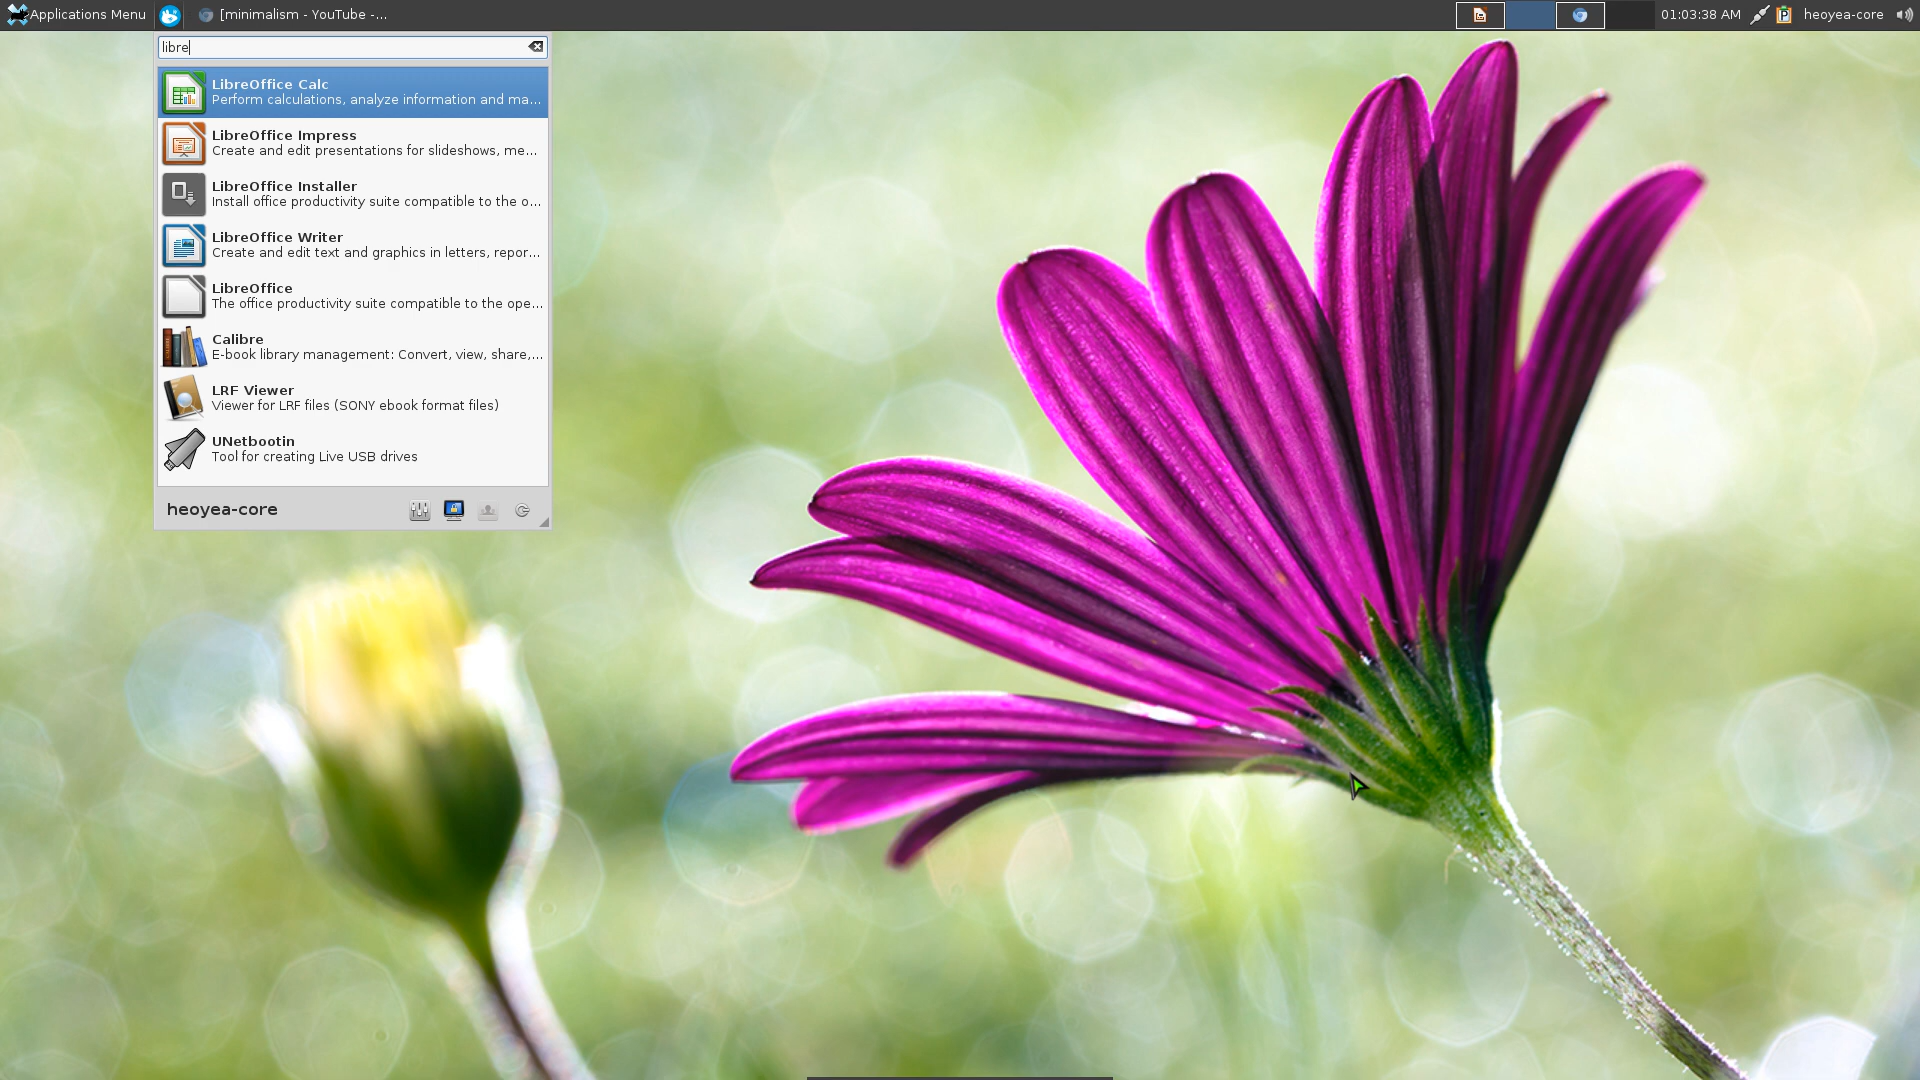 Applications Menu
[minimalism - YouTube -...
01:03:38 AM
heoyea-core
libre
LibreOffice Calc
Perform calculations, analyze information and ma...
LibreOffice Impress
Create and edit presentations for slideshows, me...
LibreOffice Installer
Install office productivity suite compatible to the o...
LibreOffice Writer
Create and edit text and graphics in letters, repor...
LibreOffice
The office productivity suite compatible to the ope...
Calibre
E-book library management: Convert, view, share,...
LRF Viewer
Viewer for LRF files (SONY ebook format files)
UNetbootin
Tool for creating Live USB drives
heoyea-core